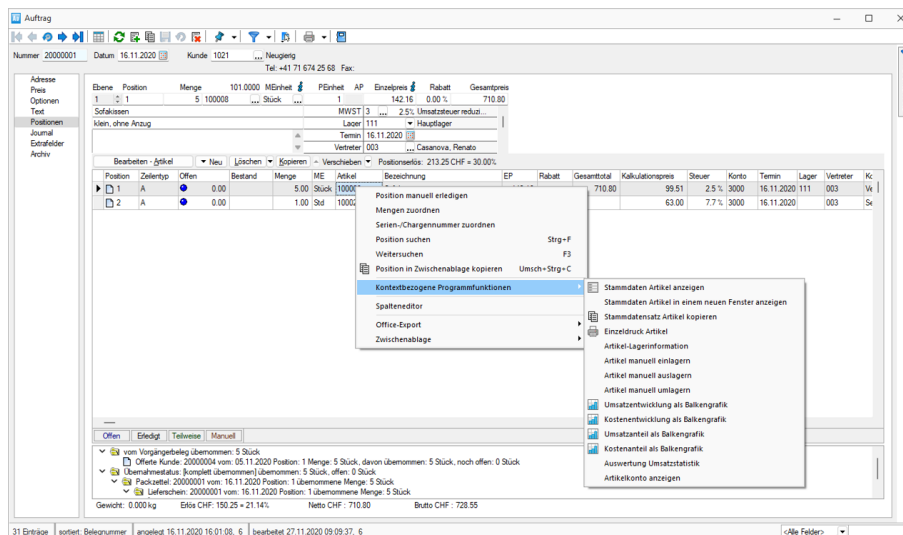 Auftrag
Nummer 20000001 Datum 16.11.2020 Kunde 1021 ... Neugierig
Tel: +41 71 674 25 68 Fax:
Adresse
Preis
Optionen
Text
Positionen
Journal
Extrafelder
Archiv
Ebene Position Menge 101.0000 MEinheit PEinheit AP Einzelpreis Rabatt Gesamtpreis
1 1 5 100008 ... Stück ... 1 142.16 0.00 % 710.80
Sofakissen MWST 3 ... 2.5% Umsatzsteuer reduzi...
klein, ohne Anzug Lager 111 Hauptlager
Termin 16.11.2020
Vertreter 003 ... Casanova, Renato
Bearbeiten - Artikel Neu Löschen Kopieren Verschieben Positionserlös: 213.25 CHF = 30.00%
Position Zeilentyp Offen Bestand Menge ME Artikel Bezeichnung EP Rabatt Gesamttotal Kalkulationspreis Steuer Konto Termin Lager Vertreter
1 A 0.00 5.00 Stück 710.80 99.51 2.5 % 3000 16.11.2020 111 003
2 A 0.00 1.00 Std 63.00 7.7 % 3000 16.11.2020 003
Position manuell erledigen
Mengen zuordnen
Serien-/Chargennummer zuordnen
Position suchen Strg+F
Weitersuchen F3
Position in Zwischenablage kopieren Umsch+Strg+C
Kontextbezogene Programmfunktionen
Spalteneditor
Office-Export
Zwischenablage
Stammdaten Artikel anzeigen
Stammdaten Artikel in einem neuen Fenster anzeigen
Stammdatensatz Artikel kopieren
Einzeldruck Artikel
Artikel-Lagerinformation
Artikel manuell einlagern
Artikel manuell auslagern
Artikel manuell umlagern
Umsatzentwicklung als Balkengrafik
Kostenentwicklung als Balkengrafik
Umsatzanteil als Balkengrafik
Kostenanteil als Balkengrafik
Auswertung Umsatzstatistik
Artikelkonto anzeigen
Offen Erledigt Teilweise Manuell
vom Vorgängerbeleg übernommen: 5 Stück
Offerte Kunde: 20000004 vom: 05.11.2020 Position: 1 Menge: 5 Stück, davon übernommen: 5 Stück, noch offen: 0 Stück
Übernahmestatus: [komplett übernommen] übernommen: 5 Stück, offen: 0 Stück
Packzettel: 20000001 vom: 16.11.2020 Position: 1 übernommene Menge: 5 Stück
Lieferschein: 20000001 vom: 16.11.2020 Position: 1 übernommene Menge: 5 Stück
Gewicht: 0.000 kg Erlös CHF: 150.25 = 21.14% Netto CHF : 710.80 Brutto CHF : 728.55
31 Einträge sortiert: Belegnummer angelegt 16.11.2020 16:01:08, 6 bearbeitet 27.11.2020 09:09:37, 6 <Alle Felder>